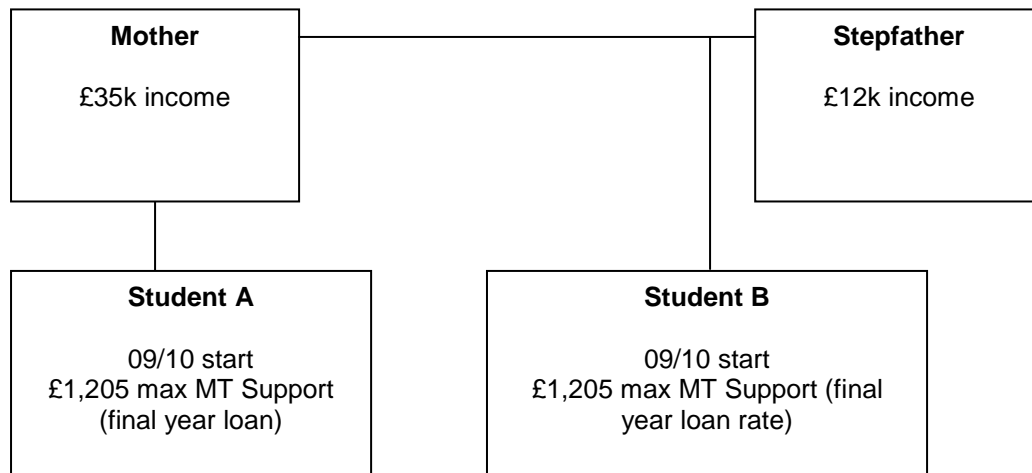 Mother
£35k income
Stepfather
£12k income
Student A
09/10 start
£1,205 max MT Support
(final year loan)
Student B
09/10 start
£1,205 max MT Support (final
year loan rate)